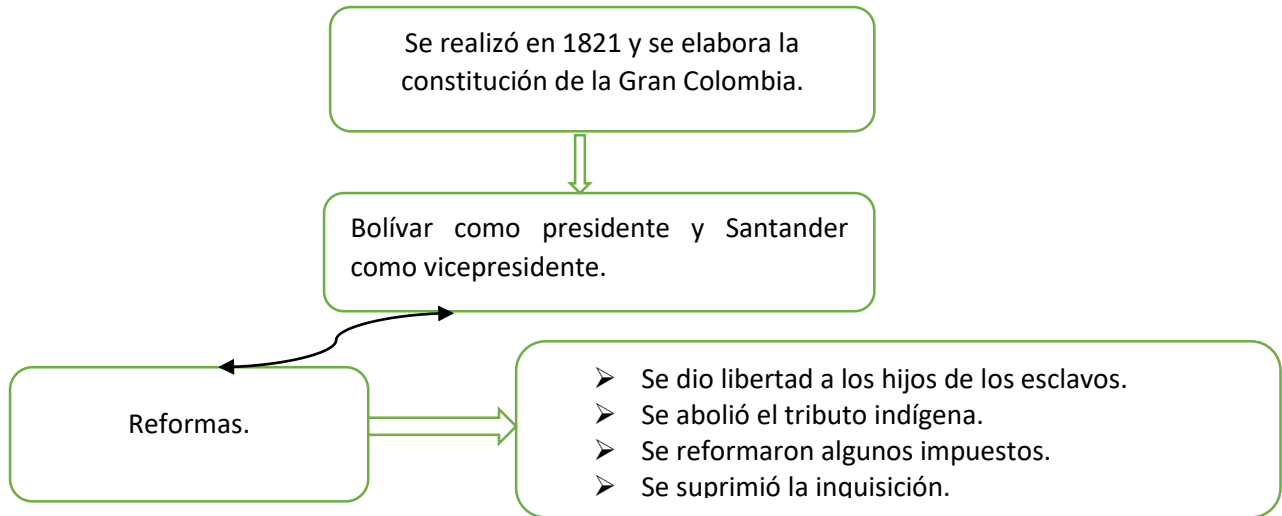 Se realizó en 1821 y se elabora la
constitución de la Gran Colombia.
Bolívar como presidente y Santander
como vicepresidente.
Reformas.
➢ Se dio libertad a los hijos de los esclavos.
➢ Se abolió el tributo indígena.
➢ Se reformaron algunos impuestos.
➢ Se suprimió la inquisición.